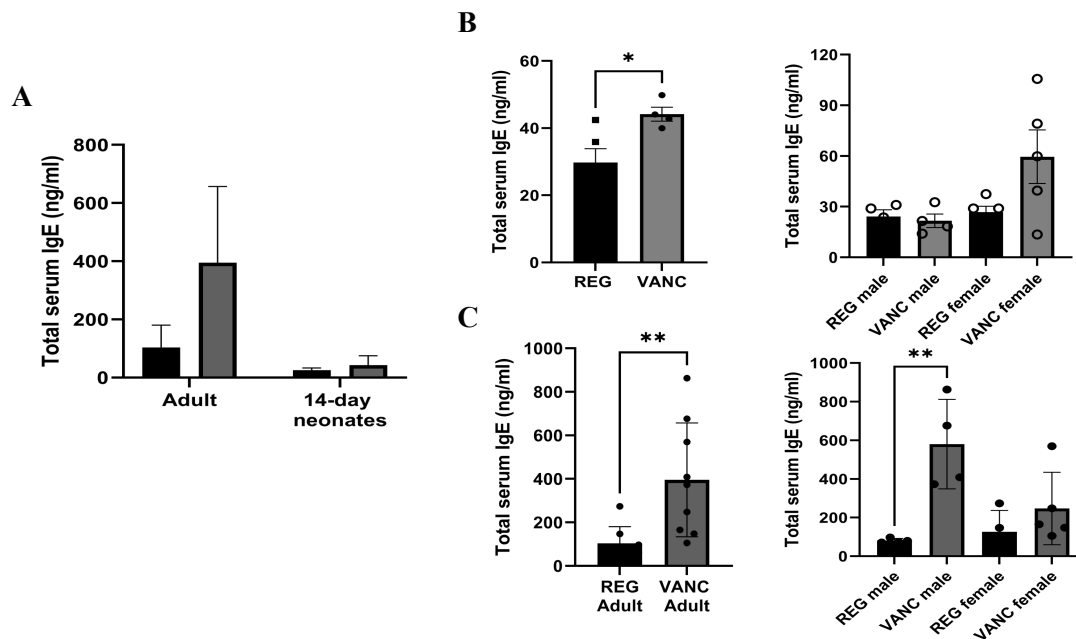 A
Total serum IgE (ng/ml)
800
600
400
200
0
Adult
14-day
neonates
B
Total serum IgE (ng/ml)
60
40
20
0
*
REG
VANC
Total serum IgE (ng/ml)
120
90
60
30
0
REG male
VANC male
REG female
VANC female
C
Total serum IgE (ng/ml)
1000
800
600
400
200
0
**
REG
Adult
VANC
Adult
Total serum IgE (ng/ml)
1000
800
600
400
200
0
**
REG male
VANC male
REG female
VANC female